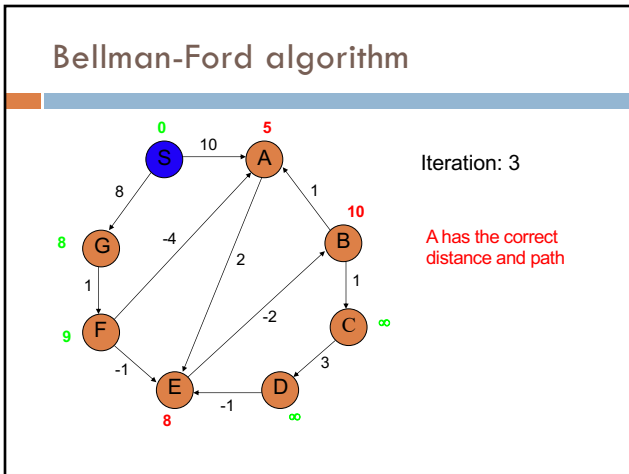 Bellman-Ford algorithm
0
5
10
S
A
Iteration: 3
8
1
10
-4
A has the correct
distance and path
8
G
B
2
1
1
-2
9
F
C
∞
-1
3
E
D
-1
8
∞